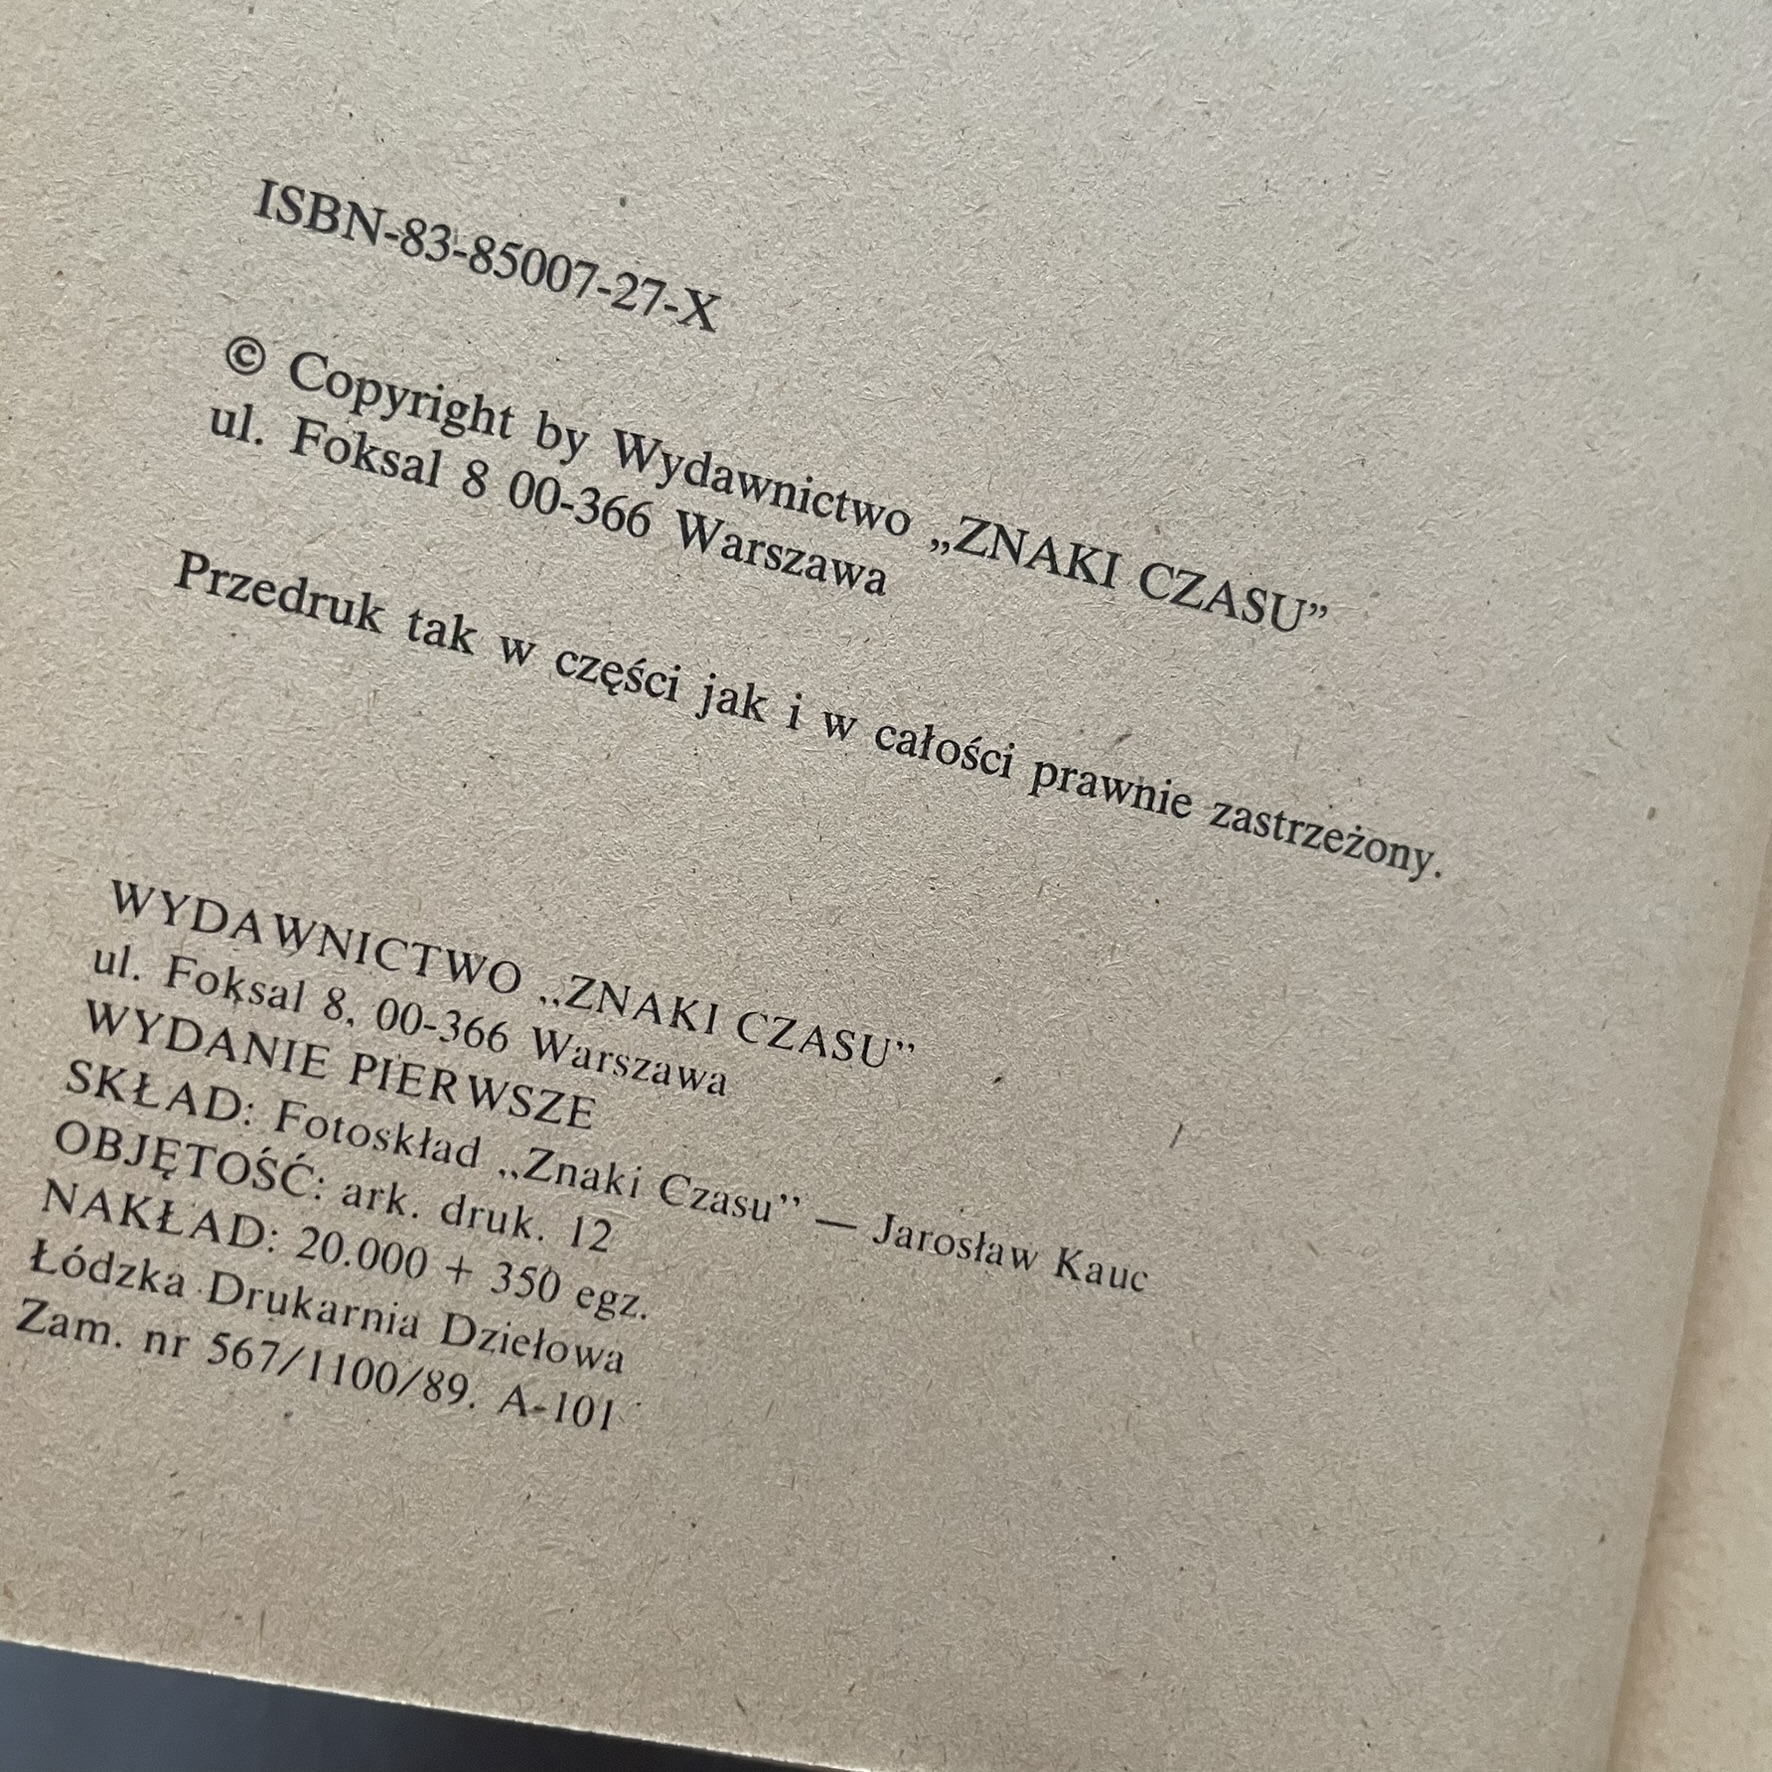 ISBN-83-85007-27-X
© Copyright by Wydawnictwo „ZNAKI CZASU”
ul. Foksal 8 00-366 Warszawa
Przedruk tak w części jak i w całości prawnie zastrzeżony.
WYDAWNICTWO „ZNAKI CZASU”
ul. Foksal 8, 00-366 Warszawa
WYDANIE PIERWSZE
SKŁAD: Fotoskład „Znaki Czasu” — Jarosław Kauc
OBJĘTOŚĆ: ark. druk. 12
NAKŁAD: 20.000 + 350 egz.
Łódzka Drukarnia Dziełowa
Zam. nr 567/1100/89. A-101